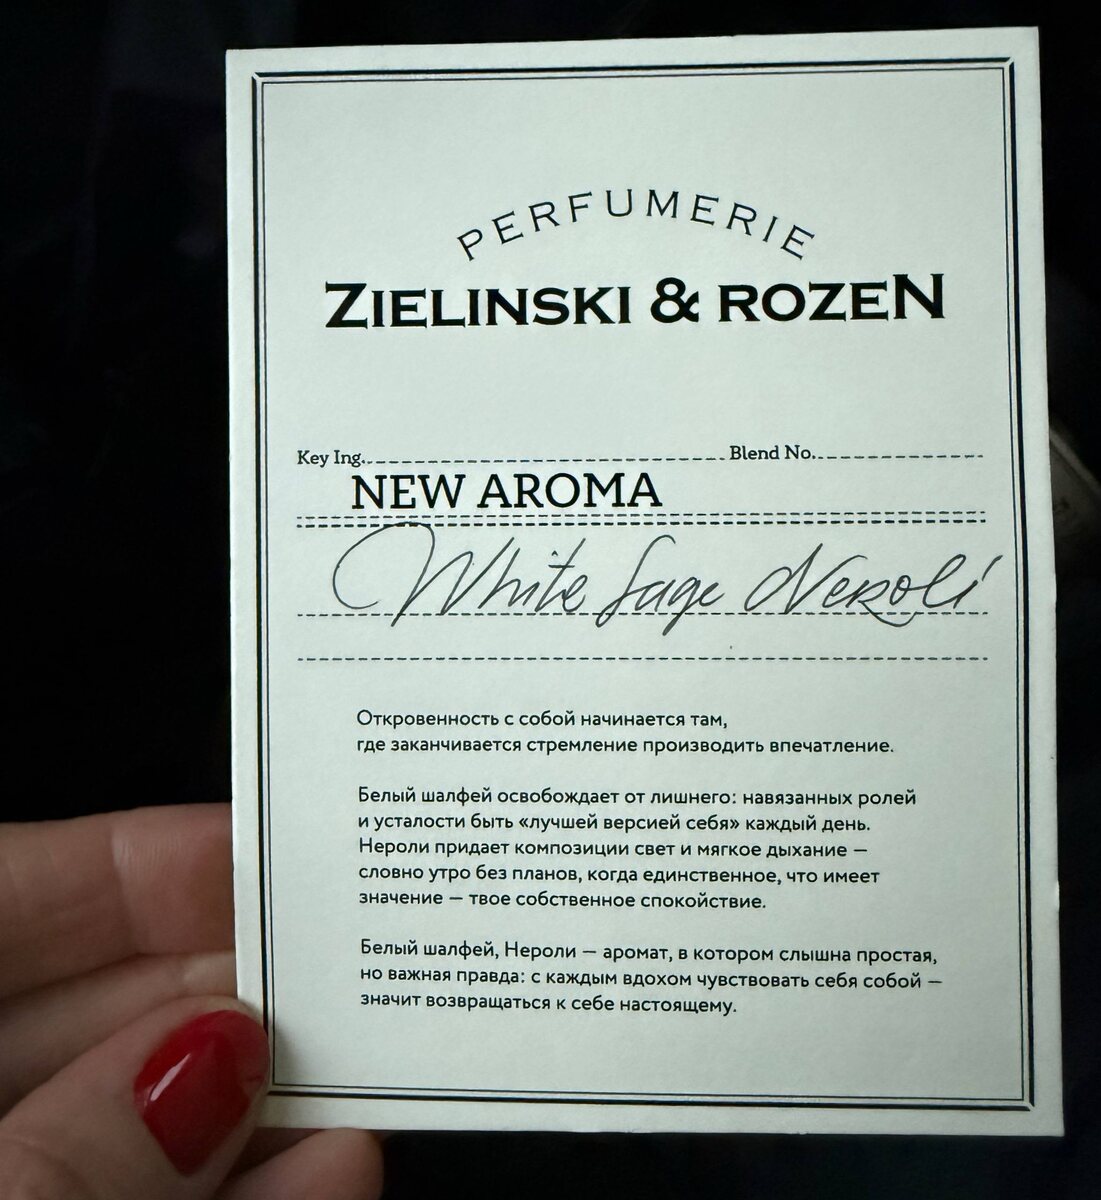 PERFUMERIE
ZIELINSKI & ROZEN
Key Ing. Blend No.
NEW AROMA
White Sage Neroli
Откровенность с собой начинается там,
где заканчивается стремление производить впечатление.
Белый шалфей освобождает от лишнего: навязанных ролей
и усталости быть «лучшей версией себя» каждый день.
Нероли придает композиции свет и мягкое дыхание —
словно утро без планов, когда единственное, что имеет
значение — твое собственное спокойствие.
Белый шалфей, Нероли — аромат, в котором слышна простая,
но важная правда: с каждым вдохом чувствовать себя собой —
значит возвращаться к себе настоящему.